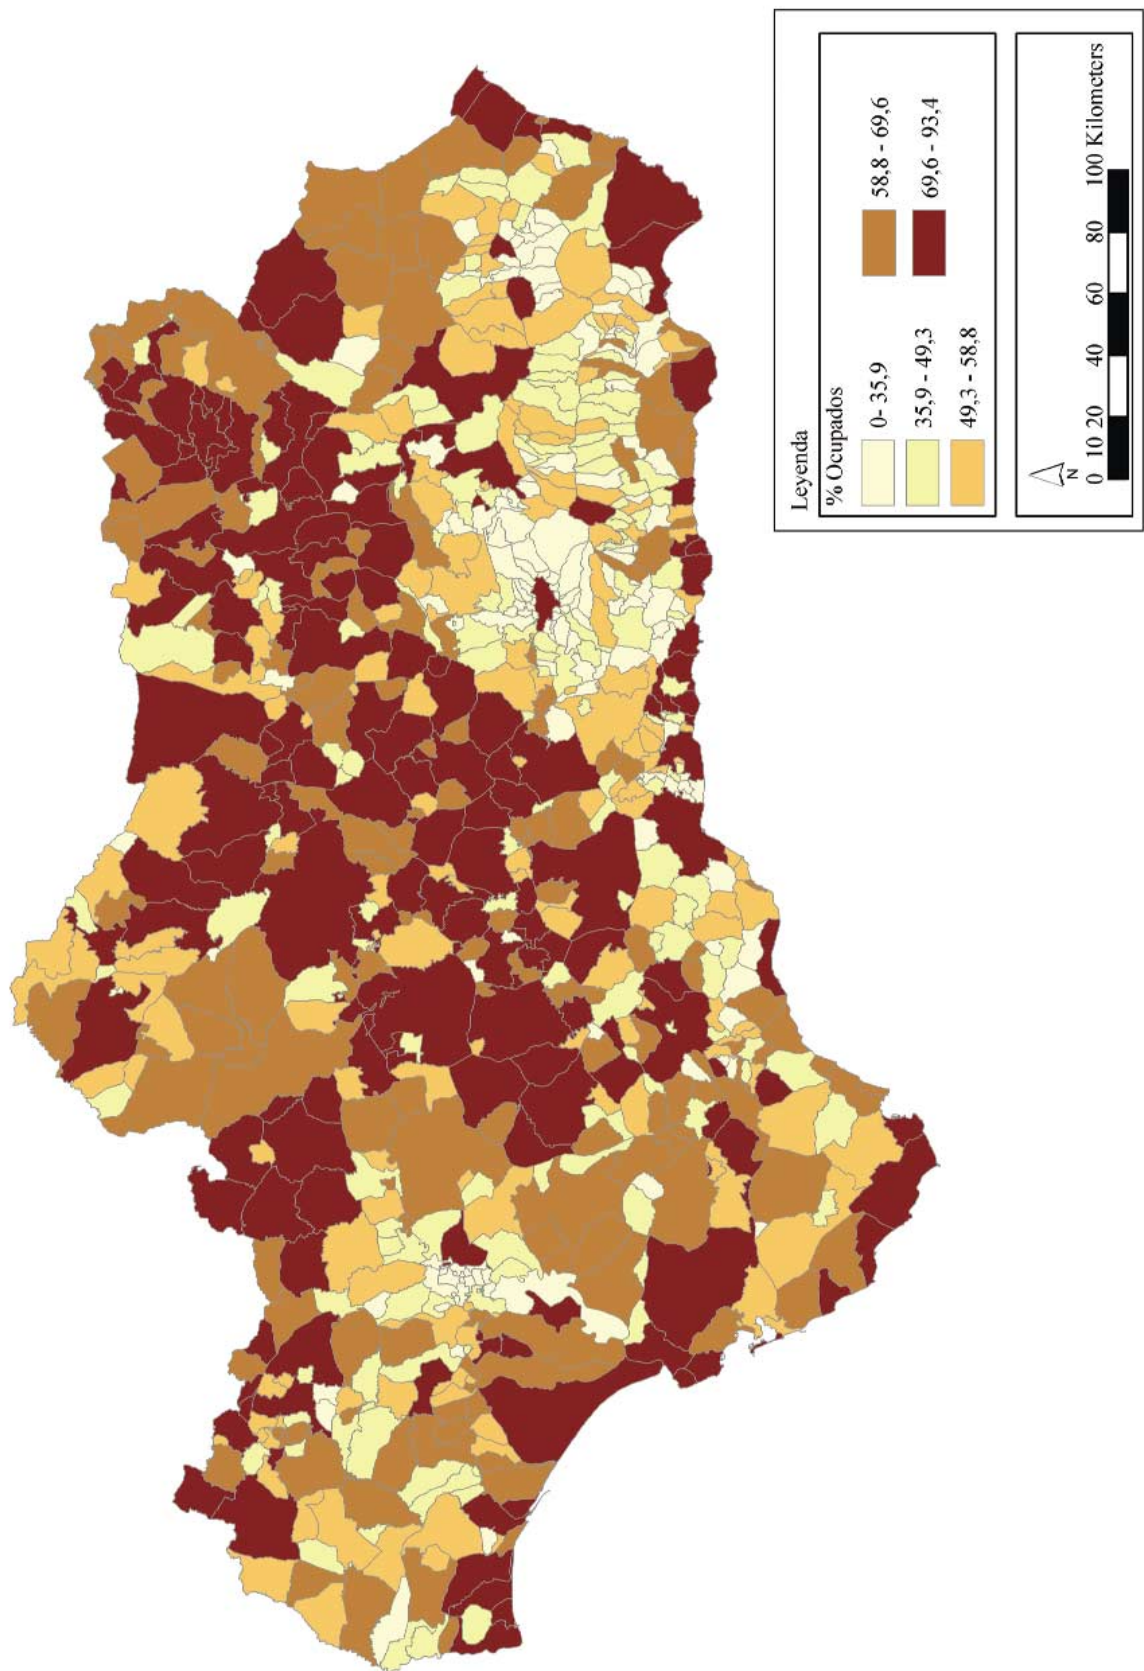 Leyenda
% Ocupados
0- 35,9
35,9 - 49,3
49,3 - 58,8
58,8 - 69,6
69,6 - 93,4
N
0 10 20 40 60 80 100 Kilometers